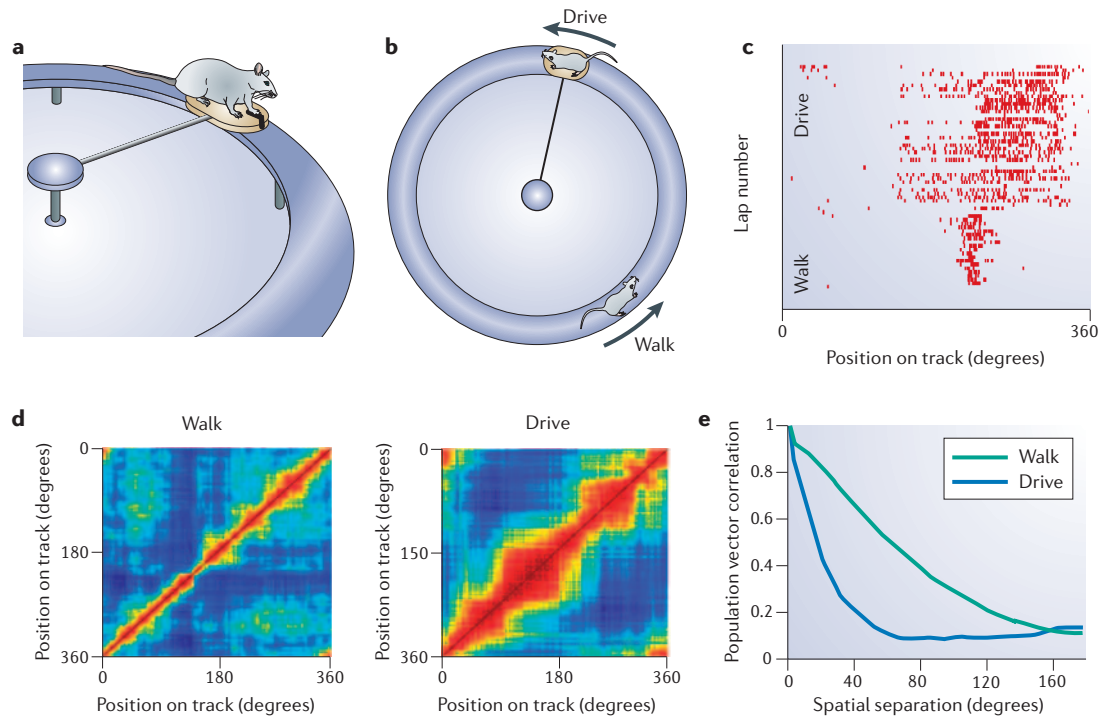 a
b
Drive
Walk
c
Lap number
Drive
Walk
0
360
Position on track (degrees)
d
Walk
Position on track (degrees)
0
180
360
0
180
360
Position on track (degrees)
Drive
Position on track (degrees)
0
150
360
0
180
360
Position on track (degrees)
e
Population vector correlation
1
0.8
0.6
0.4
0.2
0
Walk
Drive
0
40
80
120
160
Spatial separation (degrees)